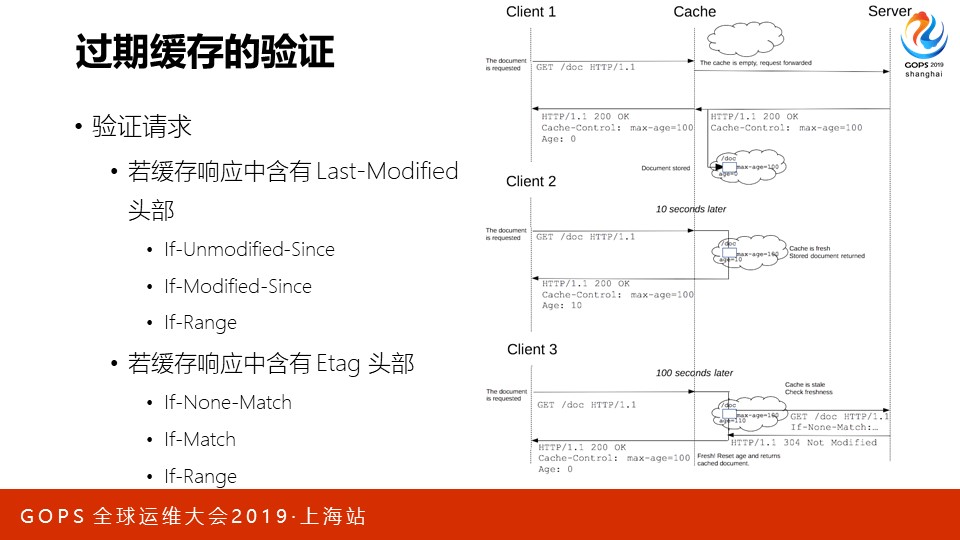 过期缓存的验证
• 验证请求
• 若缓存响应中含有 Last-Modified
头部
• If-Unmodified-Since
• If-Modified-Since
• If-Range
• 若缓存响应中含有 Etag 头部
• If-None-Match
• If-Match
• If-Range
Client 1
Cache
Server
GOPS 2019
shanghai
The document
is requested
GET /doc HTTP/1.1
The cache is empty, request forwarded
HTTP/1.1 200 OK
Cache-Control: max-age=100
Age: 0
HTTP/1.1 200 OK
Cache-Control: max-age=100
Document stored
/doc
max-age=100
age=0
Client 2
10 seconds later
The document
is requested
GET /doc HTTP/1.1
/doc
max-age=100
age=10
Cache is fresh
Stored document returned
HTTP/1.1 200 OK
Cache-Control: max-age=100
Age: 10
Client 3
100 seconds later
The document
is requested
GET /doc HTTP/1.1
Cache is stale
Check freshness
/doc
max-age=100
age=110
GET /doc HTTP/1.1
If-None-Match:…
HTTP/1.1 304 Not Modified
HTTP/1.1 200 OK
Cache-Control: max-age=100
Age: 0
Fresh! Reset age and returns
cached document.
GOPS 全球运维大会2019·上海站